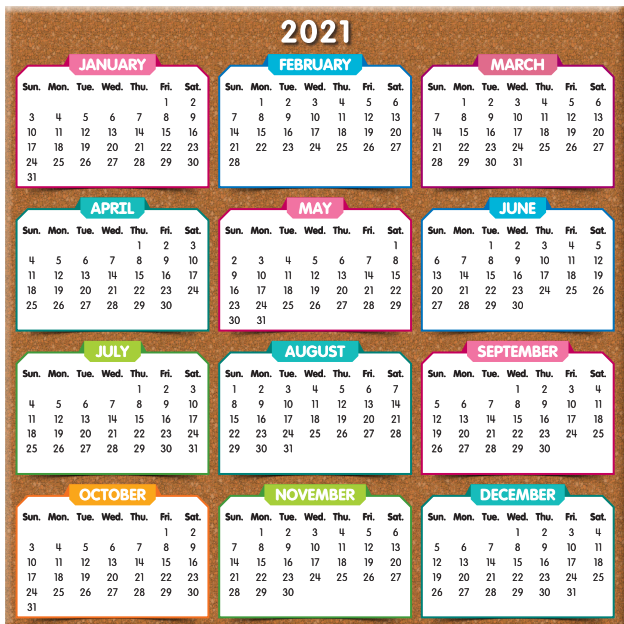 2021
JANUARY
Sun. Mon. Tue. Wed. Thu. Fri. Sat.
1 2
3 4 5 6 7 8 9
10 11 12 13 14 15 16
17 18 19 20 21 22 23
24 25 26 27 28 29 30
31
FEBRUARY
Sun. Mon. Tue. Wed. Thu. Fri. Sat.
1 2 3 4 5 6
7 8 9 10 11 12 13
14 15 16 17 18 19 20
21 22 23 24 25 26 27
28
MARCH
Sun. Mon. Tue. Wed. Thu. Fri. Sat.
1 2 3 4 5 6
7 8 9 10 11 12 13
14 15 16 17 18 19 20
21 22 23 24 25 26 27
28 29 30 31
APRIL
Sun. Mon. Tue. Wed. Thu. Fri. Sat.
1 2 3
4 5 6 7 8 9 10
11 12 13 14 15 16 17
18 19 20 21 22 23 24
25 26 27 28 29 30
MAY
Sun. Mon. Tue. Wed. Thu. Fri. Sat.
1
2 3 4 5 6 7 8
9 10 11 12 13 14 15
16 17 18 19 20 21 22
23 24 25 26 27 28 29
30 31
JUNE
Sun. Mon. Tue. Wed. Thu. Fri. Sat.
1 2 3 4 5
6 7 8 9 10 11 12
13 14 15 16 17 18 19
20 21 22 23 24 25 26
27 28 29 30
JULY
Sun. Mon. Tue. Wed. Thu. Fri. Sat.
1 2 3
4 5 6 7 8 9 10
11 12 13 14 15 16 17
18 19 20 21 22 23 24
25 26 27 28 29 30 31
AUGUST
Sun. Mon. Tue. Wed. Thu. Fri. Sat.
1 2 3 4 5 6 7
8 9 10 11 12 13 14
15 16 17 18 19 20 21
22 23 24 25 26 27 28
29 30 31
SEPTEMBER
Sun. Mon. Tue. Wed. Thu. Fri. Sat.
1 2 3 4
5 6 7 8 9 10 11
12 13 14 15 16 17 18
19 20 21 22 23 24 25
26 27 28 29 30
OCTOBER
Sun. Mon. Tue. Wed. Thu. Fri. Sat.
1 2
3 4 5 6 7 8 9
10 11 12 13 14 15 16
17 18 19 20 21 22 23
24 25 26 27 28 29 30
31
NOVEMBER
Sun. Mon. Tue. Wed. Thu. Fri. Sat.
1 2 3 4 5 6
7 8 9 10 11 12 13
14 15 16 17 18 19 20
21 22 23 24 25 26 27
28 29 30
DECEMBER
Sun. Mon. Tue. Wed. Thu. Fri. Sat.
1 2 3 4
5 6 7 8 9 10 11
12 13 14 15 16 17 18
19 20 21 22 23 24 25
26 27 28 29 30 31